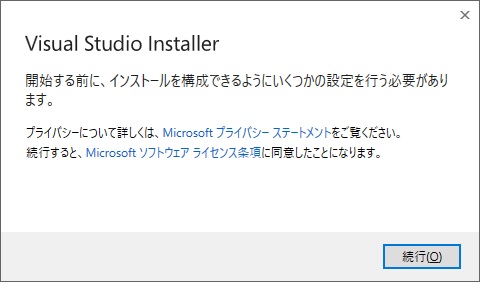 Visual Studio Installer
開始する前に、インストールを構成できるようにいくつかの設定を行う必要があり
ます。
プライバシーについて詳しくは、Microsoft プライバシー ステートメントをご覧ください。
続行すると、Microsoft ソフトウェア ライセンス条項に同意したことになります。
続行(O)